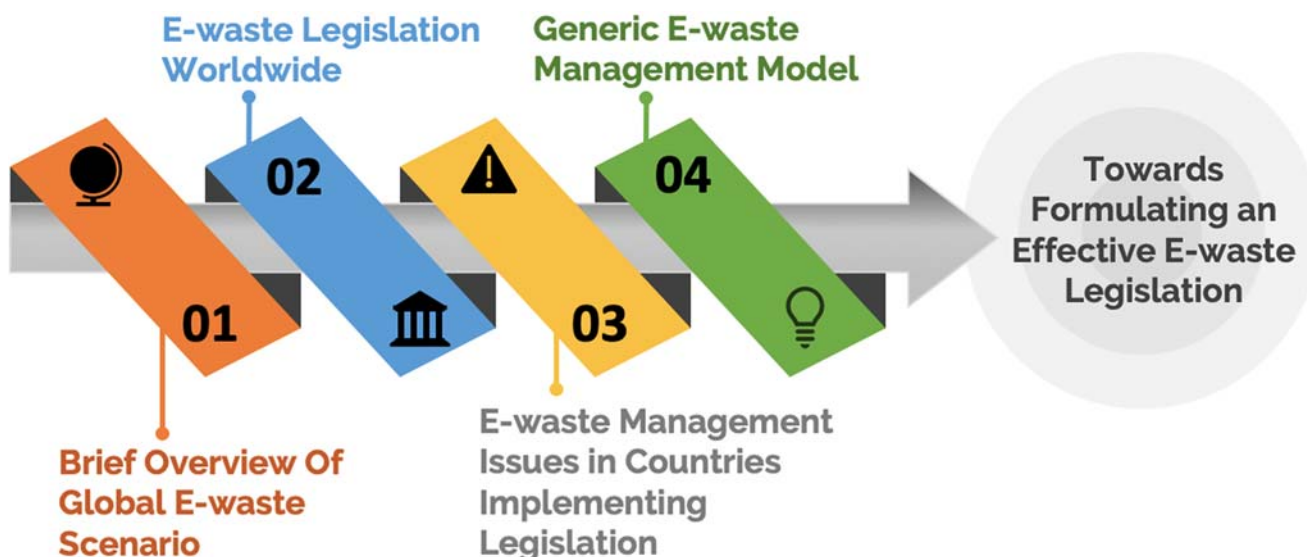 E-waste Legislation
Worldwide
Generic E-waste
Management Model
02
04
01
03
Towards
Formulating an
Effective E-waste
Legislation
Brief Overview Of
Global E-waste
Scenario
E-waste Management
Issues in Countries
Implementing
Legislation